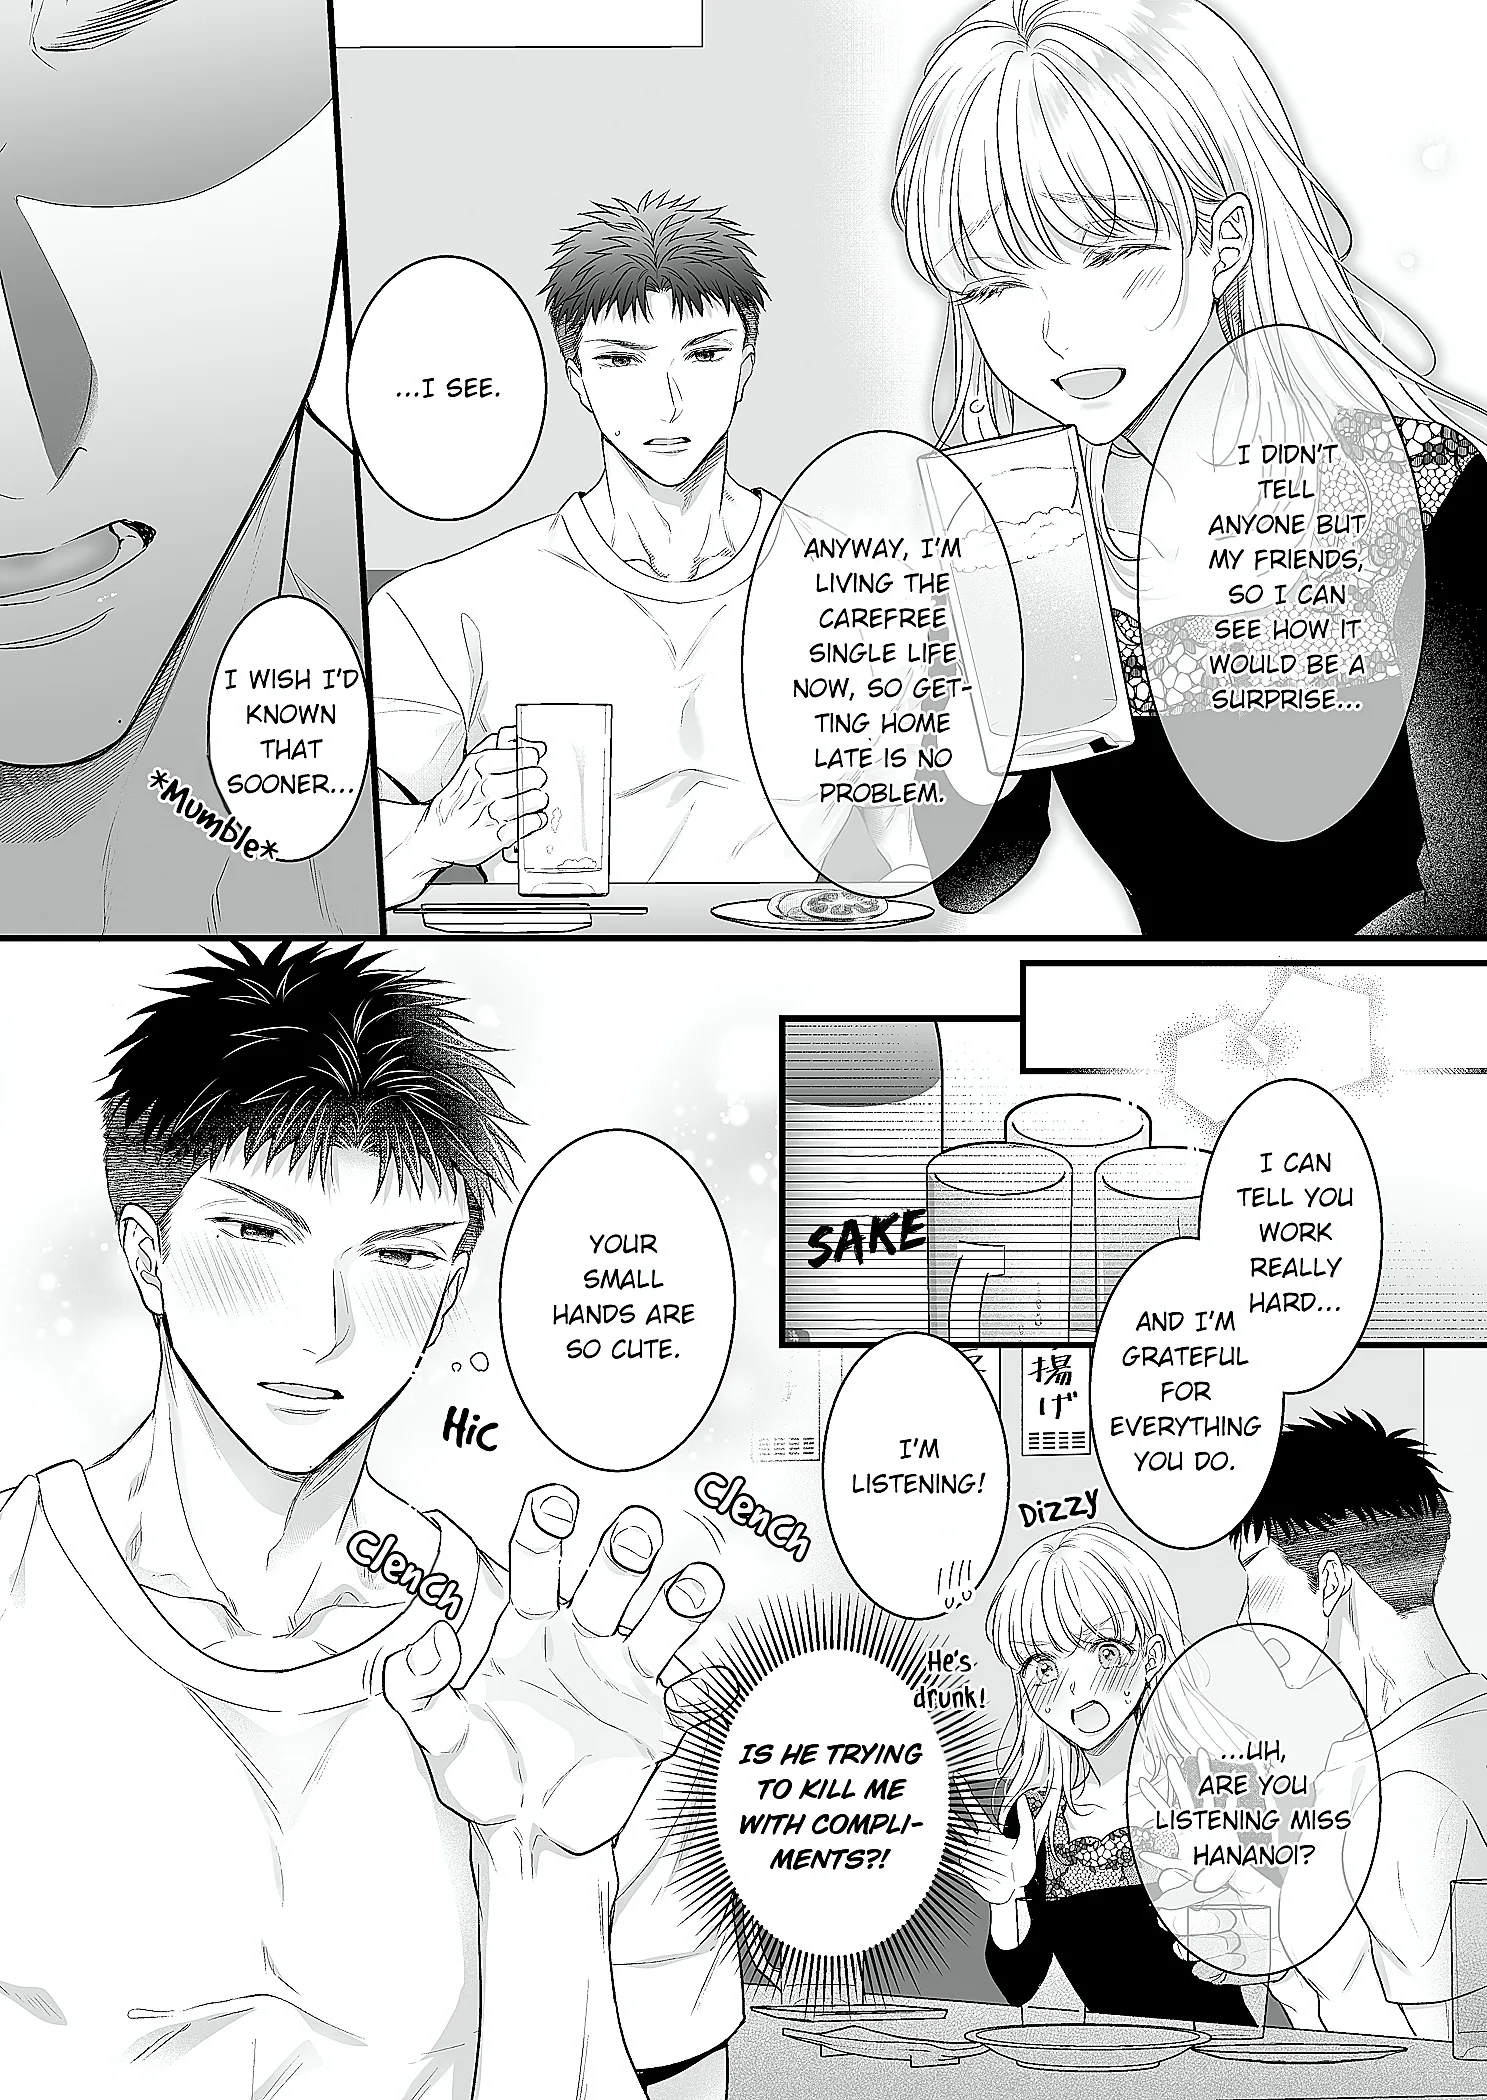 I DIDN'T
TELL
ANYONE BUT
MY FRIENDS,
SO I CAN
SEE HOW IT
WOULD BE A
SURPRISE...
ANYWAY, I'M
LIVING THE
CAREFREE
SINGLE LIFE
NOW, SO GET-
TING HOME
LATE IS NO
PROBLEM.
...I SEE.
I WISH I'D
KNOWN
THAT
SOONER...
*Mumble*
I CAN
TELL YOU
WORK
REALLY
HARD...
SAKE
AND I'M
GRATEFUL
FOR
EVERYTHING
YOU DO.
揚げ
I'M
LISTENING!
!!!!
Dizzy
...UH,
ARE YOU
LISTENING MISS
HANANOI?
He's
drunk!
IS HE TRYING
TO KILL ME
WITH COMPLI-
MENTS?!
YOUR
SMALL
HANDS ARE
SO CUTE.
Hic
Clench
Clench